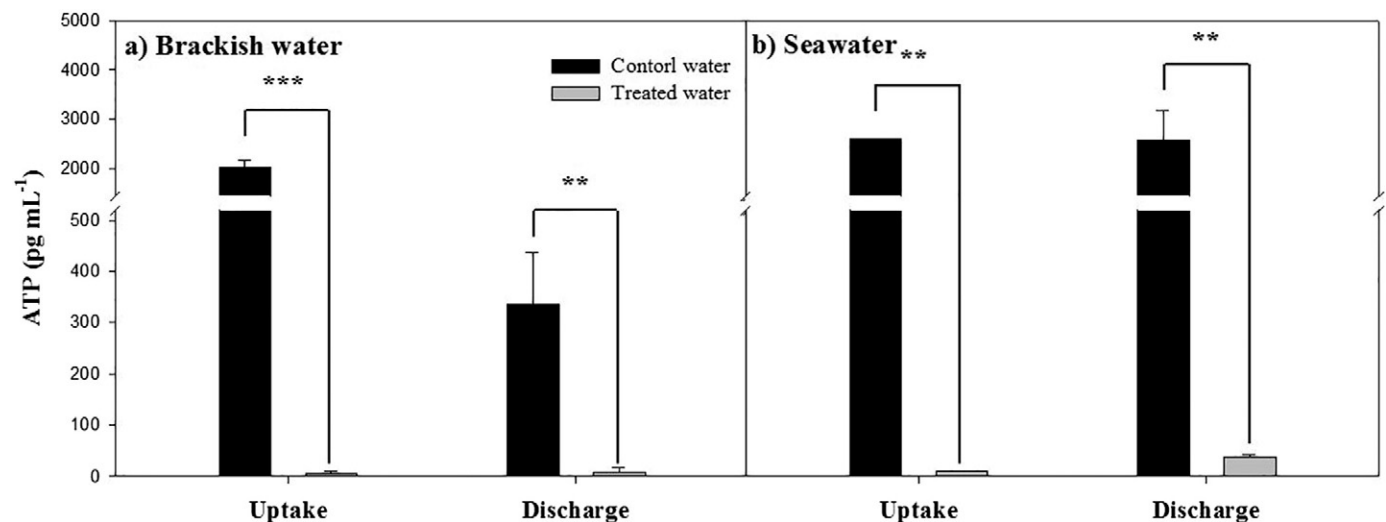 a) Brackish water
b) Seawater
Contorl water
Treated water
***
**
**
**
ATP (pg mL-1)
5000
4000
3000
2000
500
400
300
200
100
0
Uptake
Discharge
Uptake
Discharge